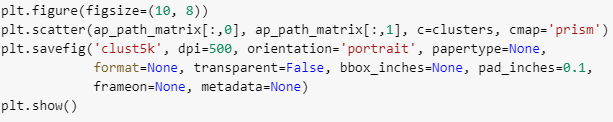 plt.figure(figsize=(10, 8))
plt.scatter(ap_path_matrix[:,0], ap_path_matrix[:,1], c=clusters, cmap='prism')
plt.savefig('clust5k', dpi=500, orientation='portrait', papertype=None,
            format=None, transparent=False, bbox_inches=None, pad_inches=0.1,
            frameon=None, metadata=None)
plt.show()